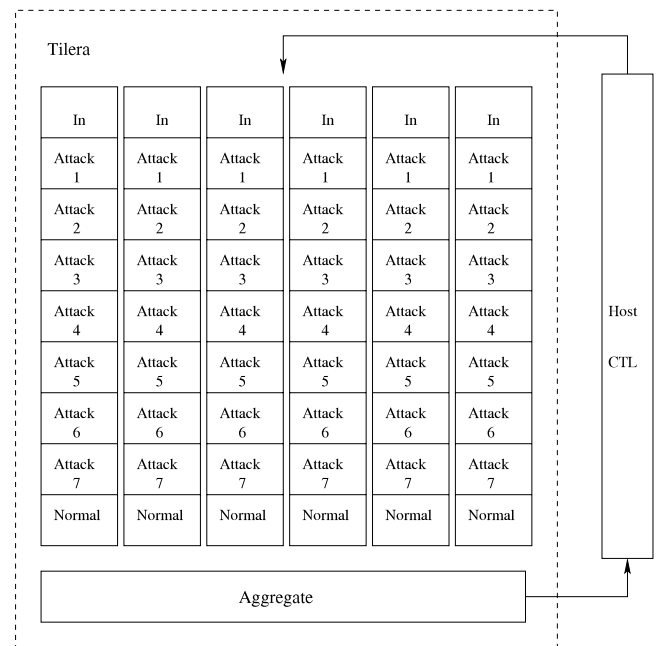 Tilera
In In In In In In
Attack Attack Attack Attack Attack Attack
1 1 1 1 1 1
Attack Attack Attack Attack Attack Attack
2 2 2 2 2 2
Attack Attack Attack Attack Attack Attack
3 3 3 3 3 3
Attack Attack Attack Attack Attack Attack
4 4 4 4 4 4
Attack Attack Attack Attack Attack Attack
5 5 5 5 5 5
Attack Attack Attack Attack Attack Attack
6 6 6 6 6 6
Attack Attack Attack Attack Attack Attack
7 7 7 7 7 7
Normal Normal Normal Normal Normal Normal
Aggregate
Host
CTL